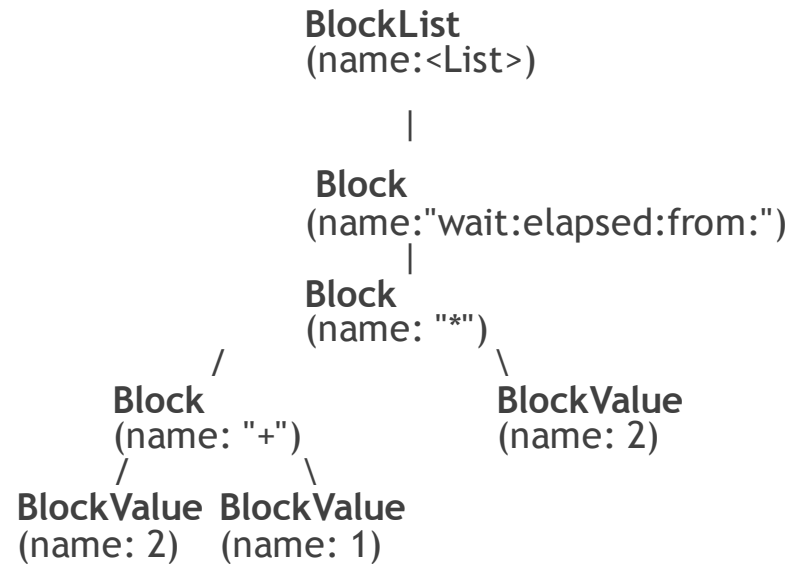 BlockList
(name:<List>)
|
Block
(name:"wait:elapsed:from:")
|
Block
(name: "*")
/ \
Block BlockValue
(name: "+") (name: 2)
/ \
BlockValue BlockValue
(name: 2) (name: 1)